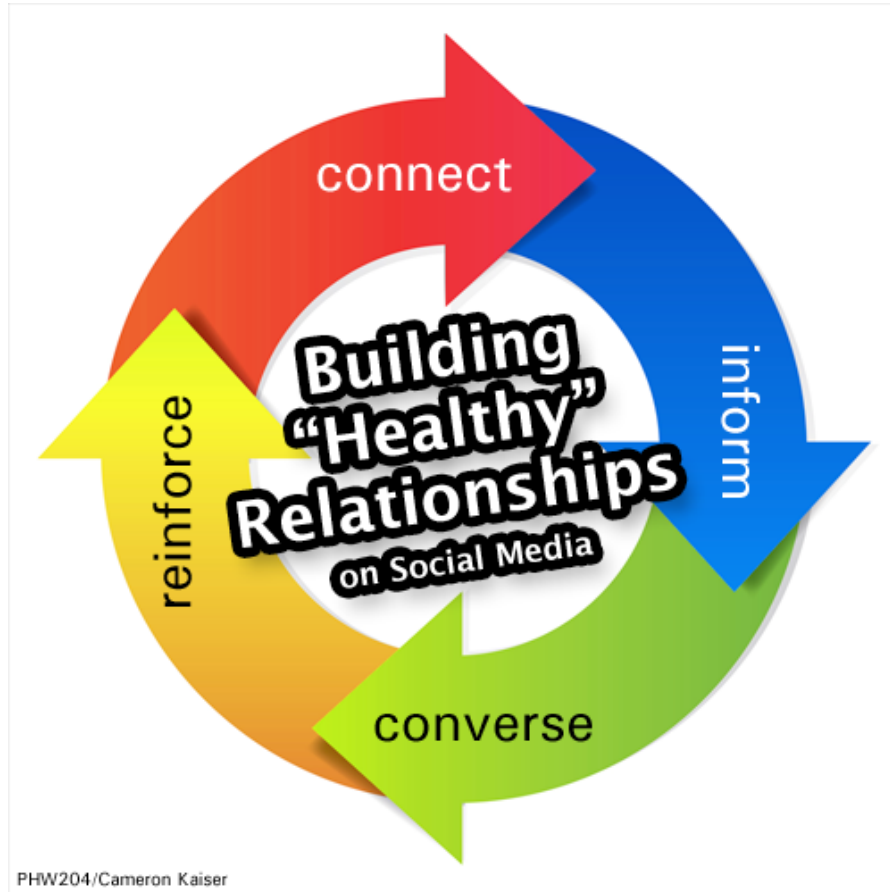 connect
inform
Building
“Healthy”
Relationships
on Social Media
reinforce
converse
PHW204/Cameron Kaiser